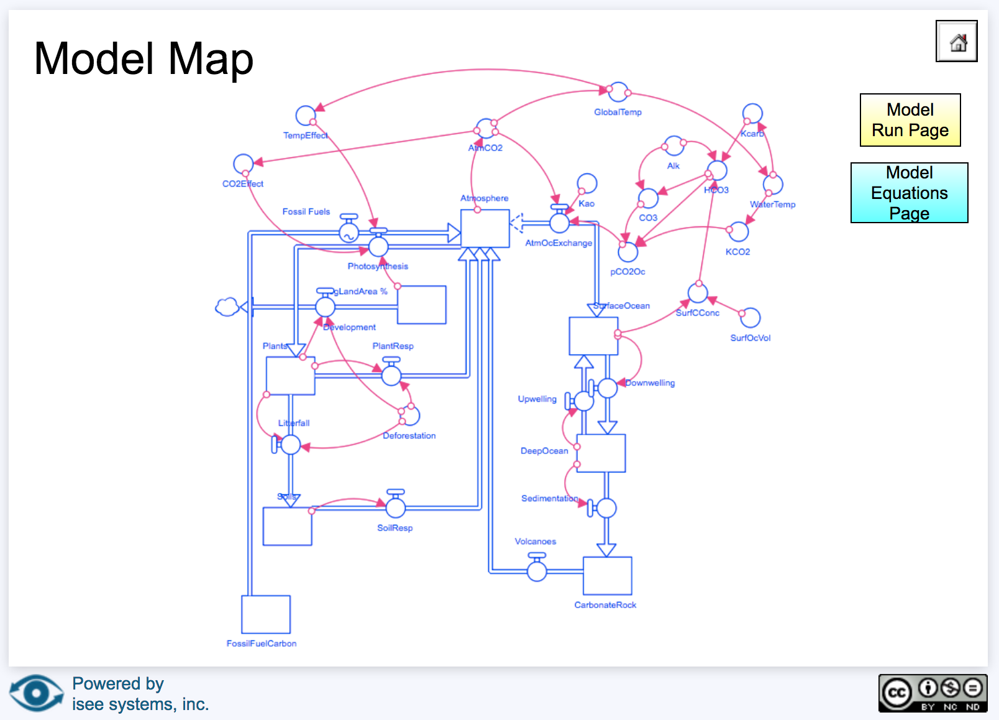 Model Map
Model
Run Page
Model
Equations
Page
GlobalTemp
TempEffect
Kcarb
AtmCO2
Alk
CO2Effect
HCO3
WaterTemp
Kao
Atmosphere
Fossil Fuels
CO3
AtmOcExchange
KCO2
Photosynthesis
pCO2Oc
gLandArea %
SurfaceOcean
SurfCConc
Development
SurfOcVol
Plants
PlantResp
Downwelling
Upwelling
Litterfall
Deforestation
DeepOcean
Soils
Sedimentation
SoilResp
Volcanoes
CarbonateRock
FossilFuelCarbon
Powered by
isee systems, inc.
cc
BY NC ND